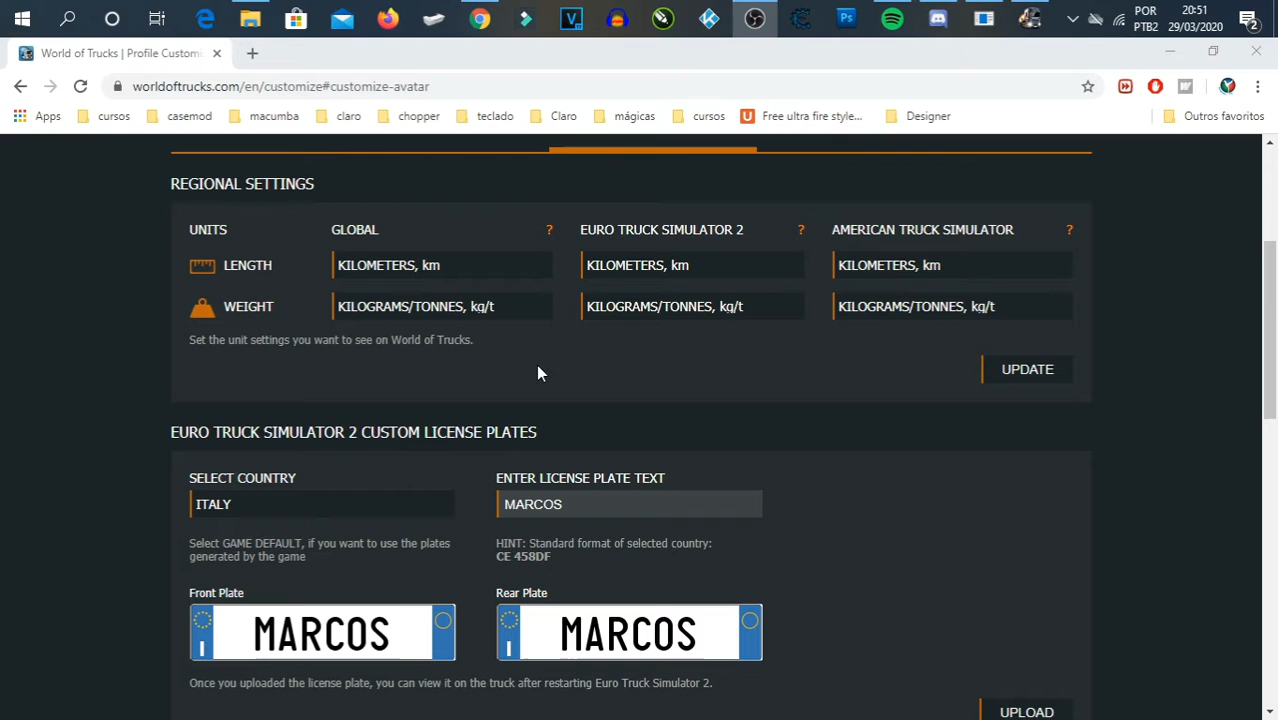 POR 20:51
PTB2 29/03/2020
2
World of Trucks | Profile Customi
worldoftrucks.com/en/customize#customize-avatar
Apps cursos casemod macumba claro chopper teclado Claro mágicas cursos Free ultra fire style... Designer Outros favoritos
REGIONAL SETTINGS
UNITS GLOBAL ? EURO TRUCK SIMULATOR 2 ? AMERICAN TRUCK SIMULATOR ?
LENGTH KILOMETERS, km KILOMETERS, km KILOMETERS, km
WEIGHT KILOGRAMS/TONNES, kg/t KILOGRAMS/TONNES, kg/t KILOGRAMS/TONNES, kg/t
Set the unit settings you want to see on World of Trucks.
UPDATE
EURO TRUCK SIMULATOR 2 CUSTOM LICENSE PLATES
SELECT COUNTRY ENTER LICENSE PLATE TEXT
ITALY MARCOS
Select GAME DEFAULT, if you want to use the plates HINT: Standard format of selected country:
generated by the game CE 458DF
Front Plate Rear Plate
I MARCOS I MARCOS
Once you uploaded the license plate, you can view it on the truck after restarting Euro Truck Simulator 2.
UPLOAD